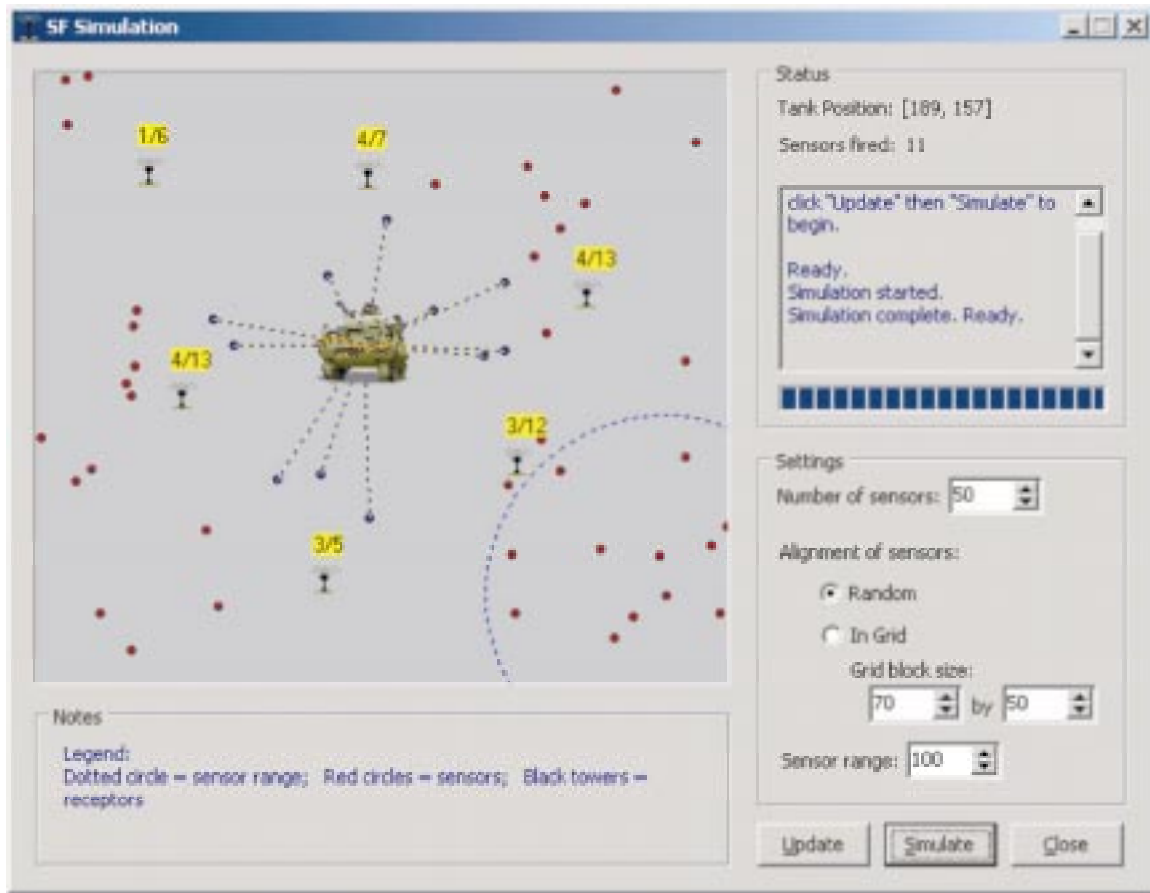 SF Simulation
1/6
4/7
4/13
4/13
3/12
3/5
Status
Tank Position: [189, 157]
Sensors fired: 11
click "Update" then "Simulate" to
begin.
Ready.
Simulation started.
Simulation complete. Ready.
Settings
Number of sensors: 50
Alignment of sensors:
Random
In Grid
Grid block size:
70 by 50
Sensor range: 100
Notes
Legend:
Dotted circle = sensor range; Red circles = sensors; Black towers =
receptors
Update Simulate Close